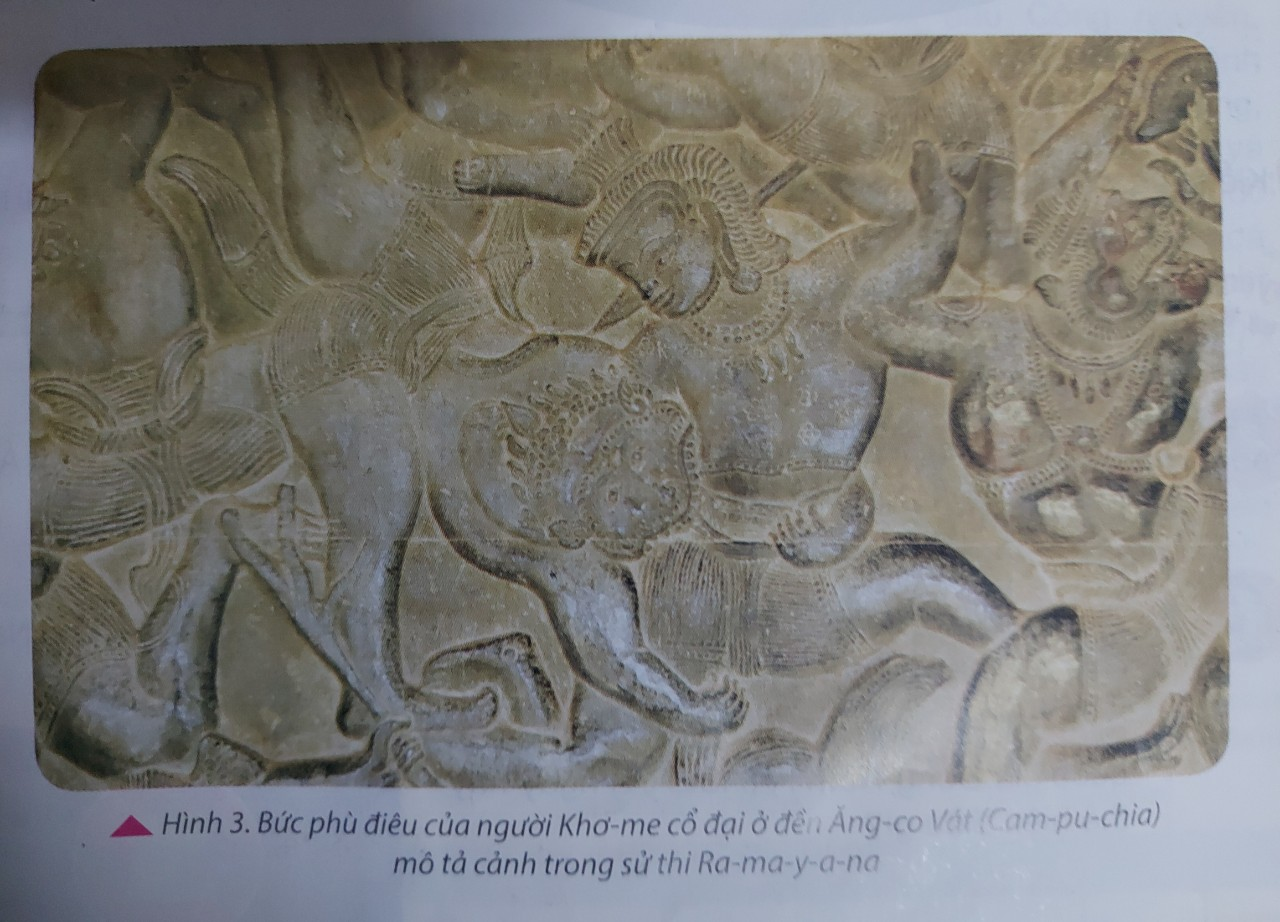 Hình 3. Bức phù điêu của người Khơ-me cổ đại ở đền Ăng-co Vát (Cam-pu-chia)
mô tả cảnh trong sử thi Ra-ma-y-a-na